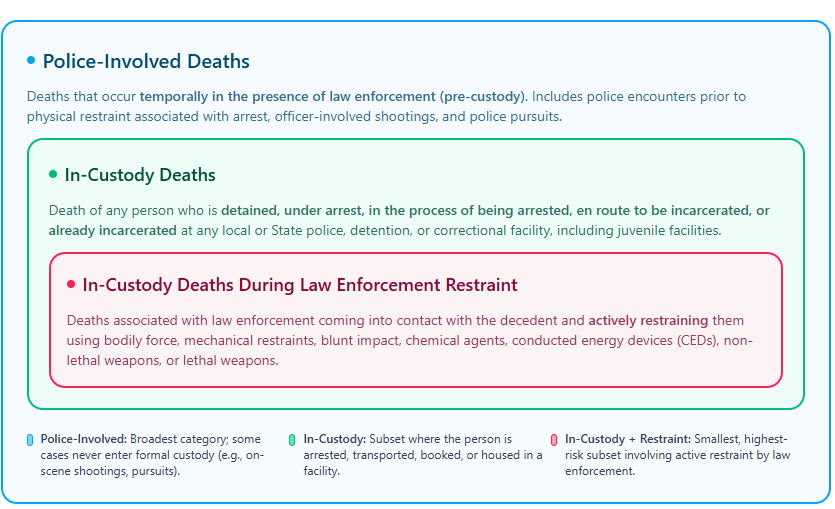 Police-Involved Deaths
Deaths that occur temporally in the presence of law enforcement (pre-custody). Includes police encounters prior to
physical restraint associated with arrest, officer-involved shootings, and police pursuits.
In-Custody Deaths
Death of any person who is detained, under arrest, in the process of being arrested, en route to be incarcerated, or
already incarcerated at any local or State police, detention, or correctional facility, including juvenile facilities.
In-Custody Deaths During Law Enforcement Restraint
Deaths associated with law enforcement coming into contact with the decedent and actively restraining them
using bodily force, mechanical restraints, blunt impact, chemical agents, conducted energy devices (CEDs), non-
lethal weapons, or lethal weapons.
Police-Involved: Broadest category; some
cases never enter formal custody (e.g., on-
scene shootings, pursuits).
In-Custody: Subset where the person is
arrested, transported, booked, or housed in a
facility.
In-Custody + Restraint: Smallest, highest-
risk subset involving active restraint by law
enforcement.